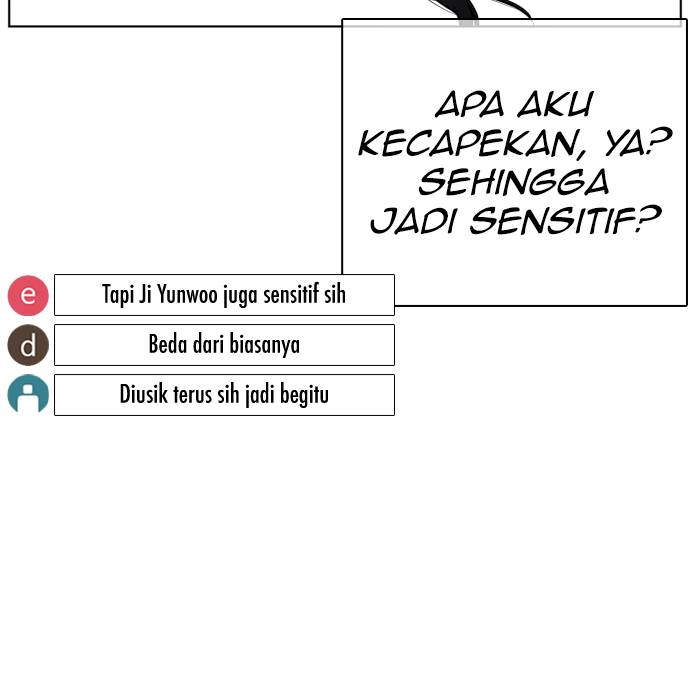 APA AKU
KECAPEKAN, YA?
SEHINGGA
JADI SENSITIF?
e Tapi Ji Yunwoo juga sensitif sih
d Beda dari biasanya
Diusik terus sih jadi begitu